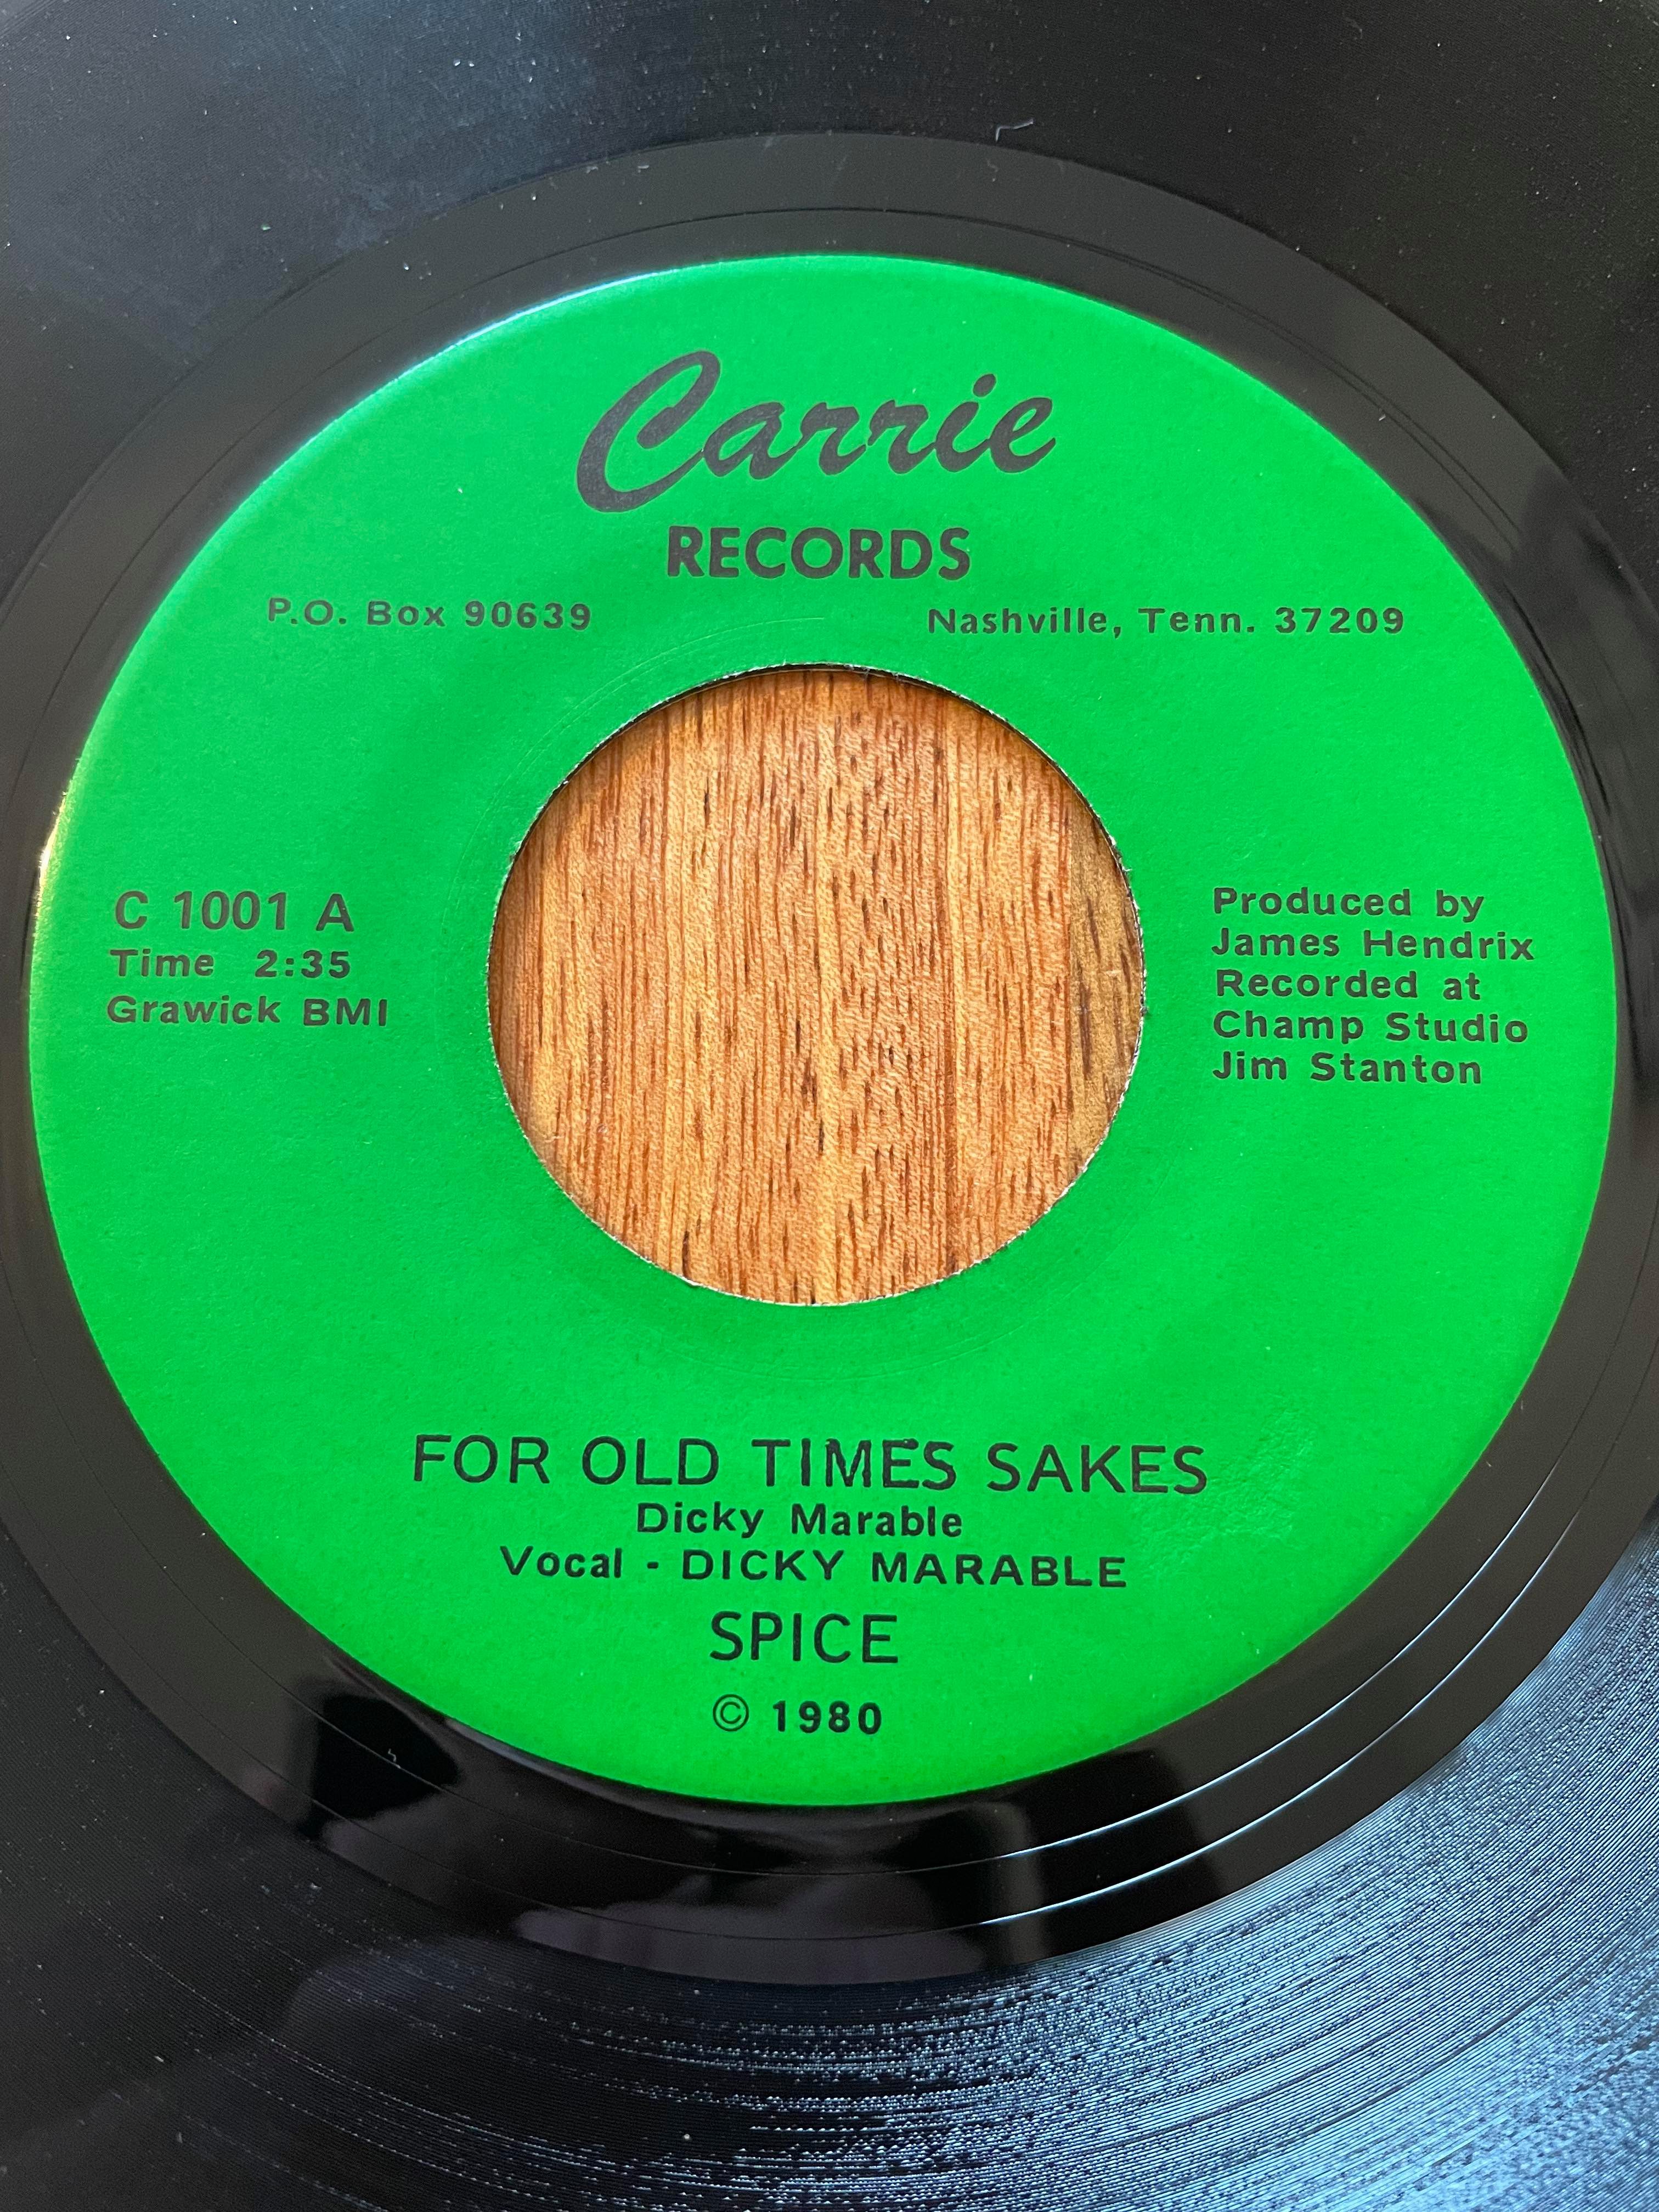 Carrie
RECORDS
P.O. Box 90639
Nashville, Tenn. 37209
C 1001 A
Time 2:35
Grawick BMI
Produced by
James Hendrix
Recorded at
Champ Studio
Jim Stanton
FOR OLD TIMES SAKES
Dicky Marable
Vocal - DICKY MARABLE
SPICE
© 1980